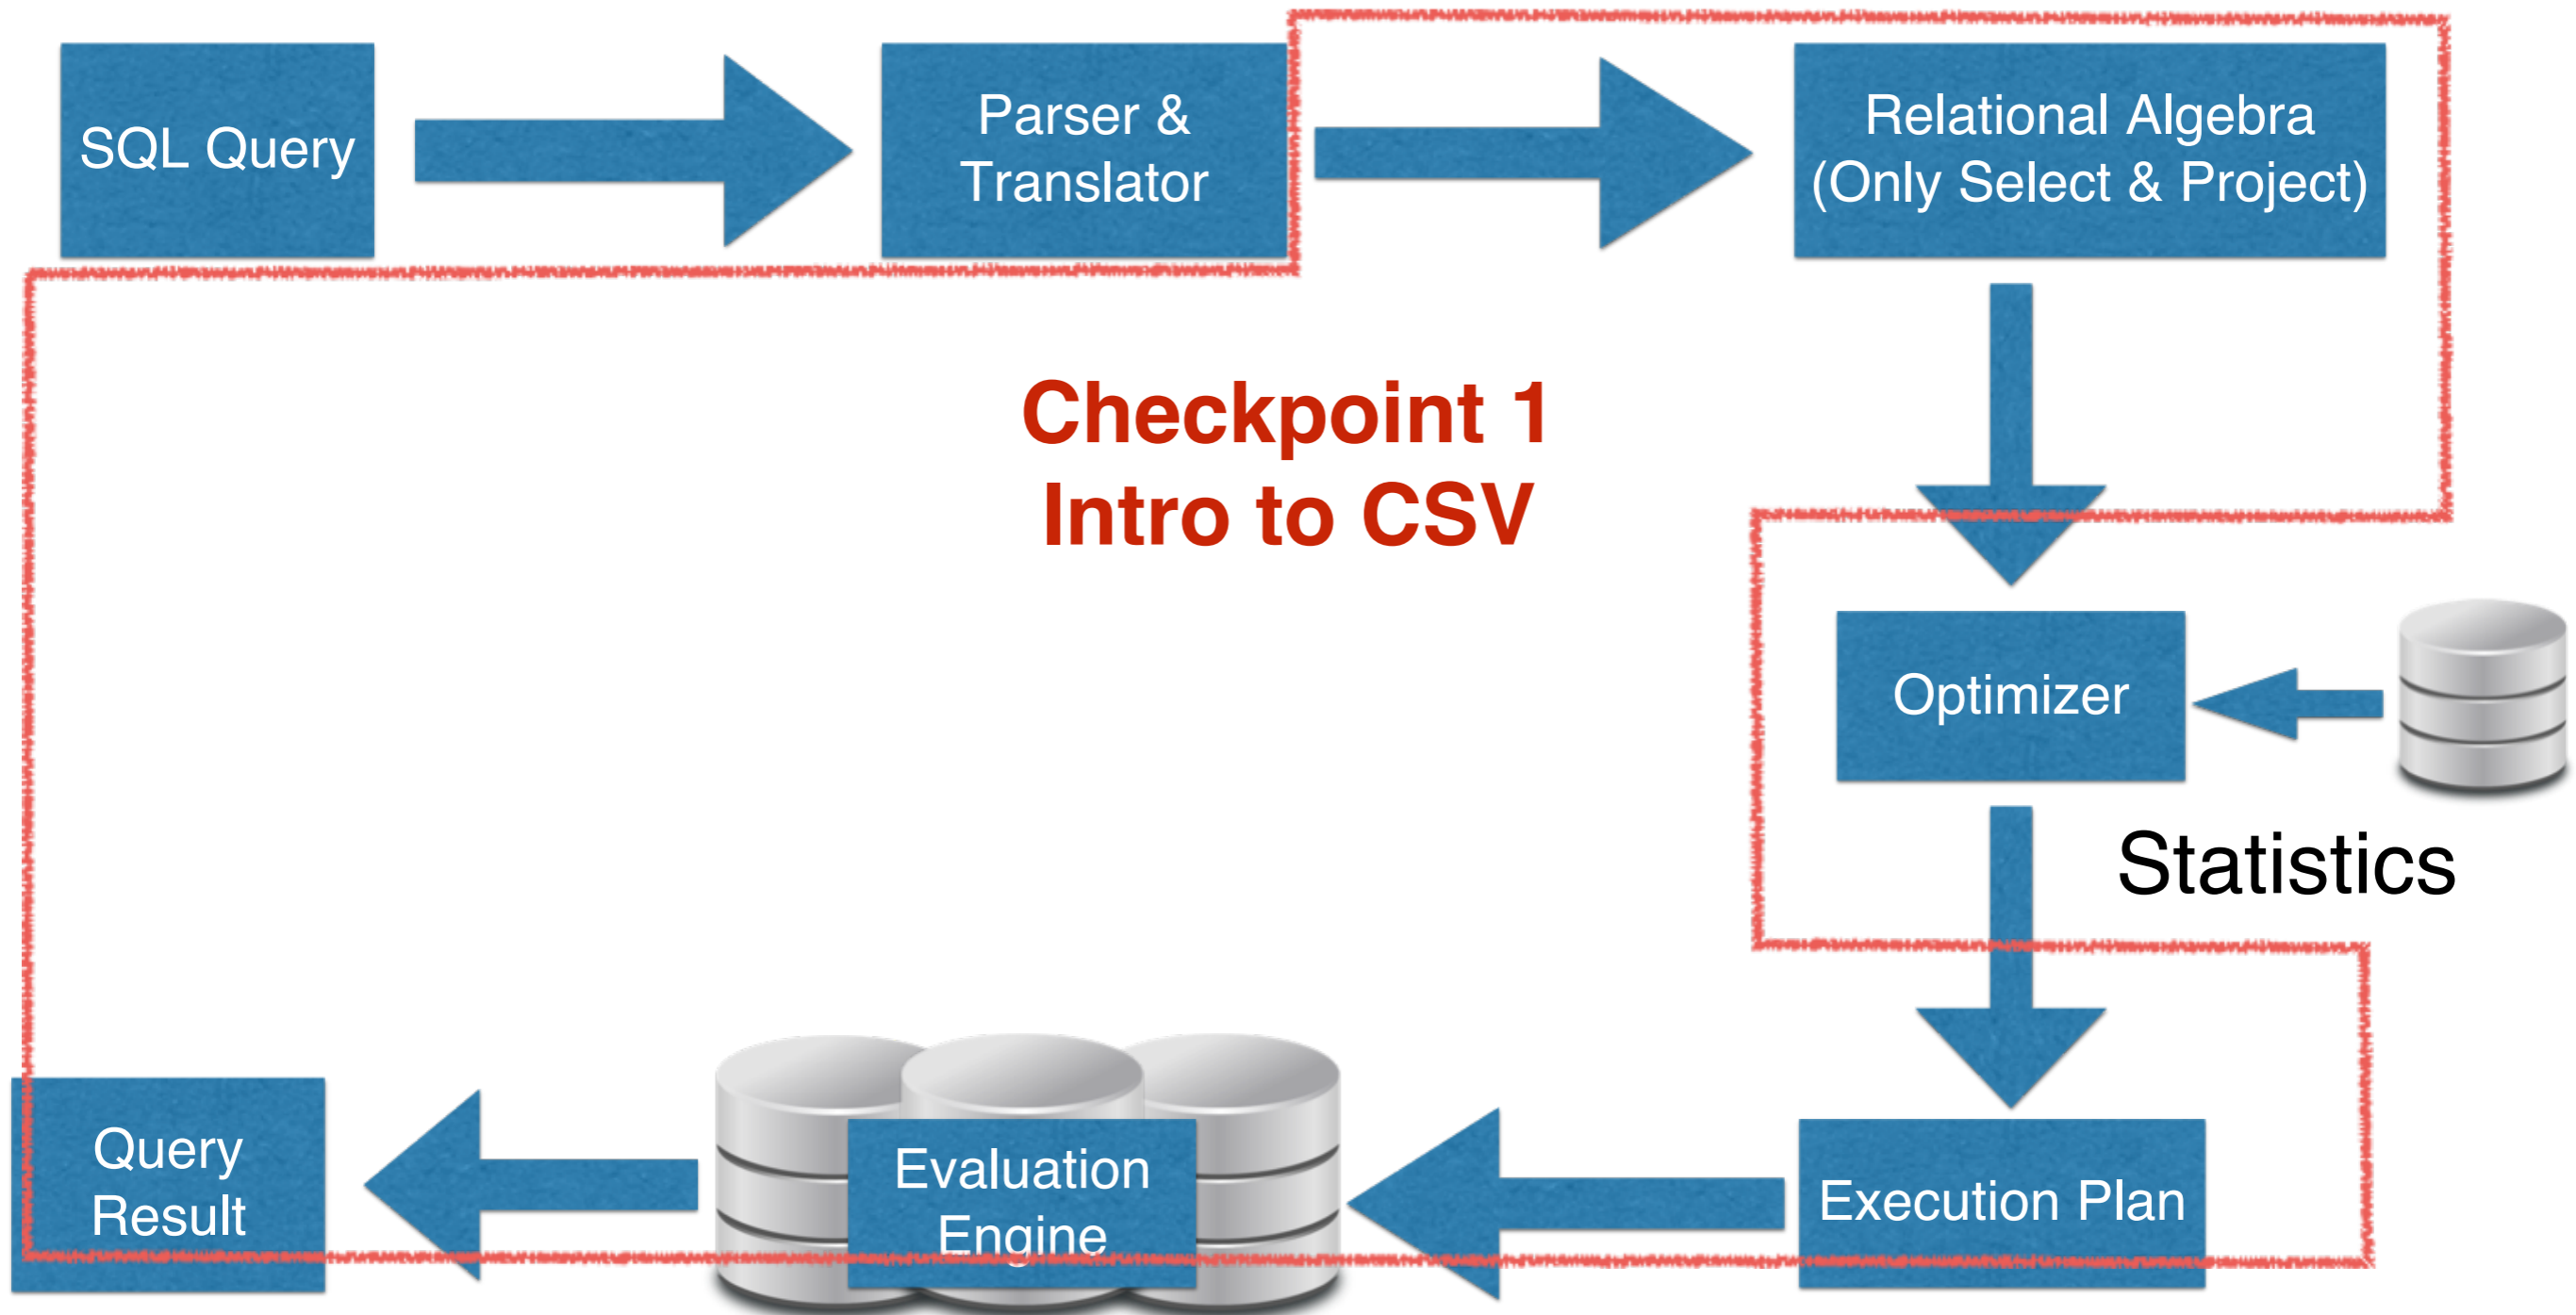 SQL Query
Parser &
Translator
Relational Algebra
(Only Select & Project)
Checkpoint 1
Intro to CSV
Optimizer
Statistics
Query
Result
Evaluation
Engine
Execution Plan